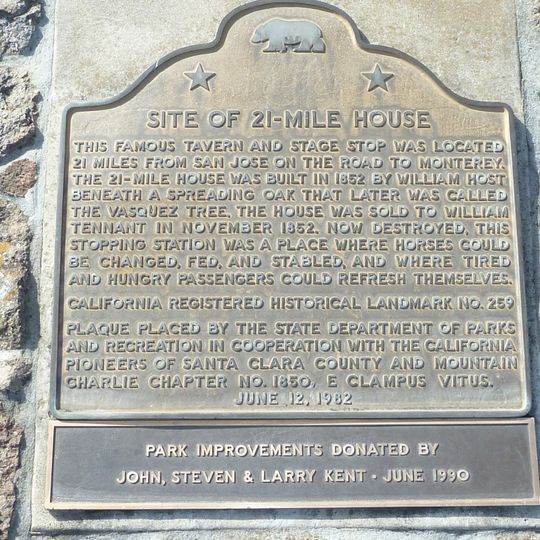 SITE OF 21-MILE HOUSE
THIS FAMOUS TAVERN AND STAGE STOP WAS LOCATED
21 MILES FROM SAN JOSE ON THE ROAD TO MONTEREY.
THE 21-MILE HOUSE WAS BUILT IN 1852 BY WILLIAM HOST
BENEATH A SPREADING OAK THAT LATER WAS CALLED
THE VASQUEZ TREE. THE HOUSE WAS SOLD TO WILLIAM
TENNANT IN NOVEMBER 1852. NOW DESTROYED, THIS
STOPPING STATION WAS A PLACE WHERE HORSES COULD
BE CHANGED, FED, AND STABLED, AND WHERE TIRED
AND HUNGRY PASSENGERS COULD REFRESH THEMSELVES.
CALIFORNIA REGISTERED HISTORICAL LANDMARK NO. 259
PLAQUE PLACED BY THE STATE DEPARTMENT OF PARKS
AND RECREATION IN COOPERATION WITH THE CALIFORNIA
PIONEERS OF SANTA CLARA COUNTY AND MOUNTAIN
CHARLIE CHAPTER NO. 1850, E CLAMPUS VITUS.
JUNE 12, 1982
PARK IMPROVEMENTS DONATED BY
JOHN, STEVEN & LARRY KENT · JUNE 1990